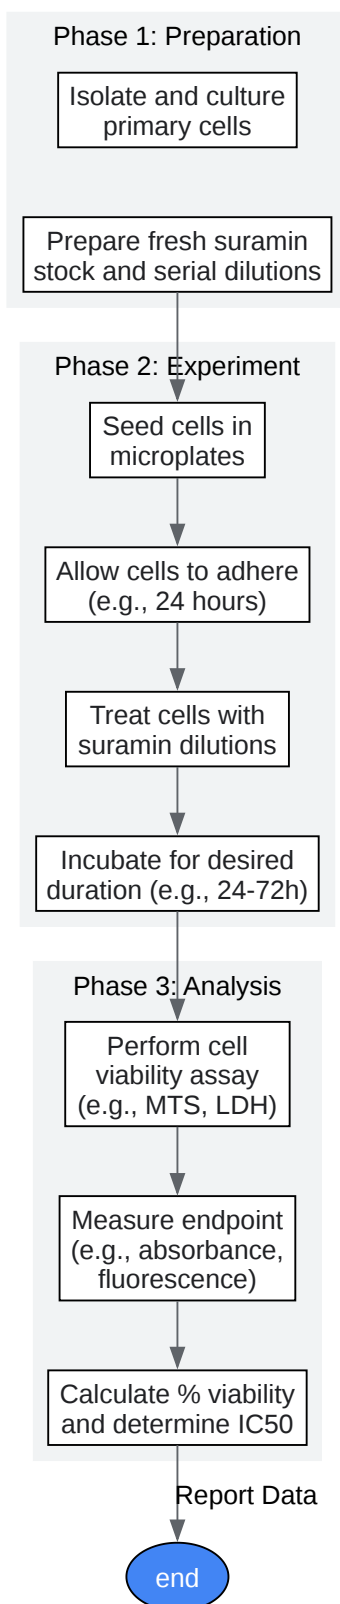 Phase 1: Preparation
Isolate and culture
primary cells
Prepare fresh suramin
stock and serial dilutions
Phase 2: Experiment
Seed cells in
microplates
Allow cells to adhere
(e.g., 24 hours)
Treat cells with
suramin dilutions
Incubate for desired
duration (e.g., 24-72h)
Phase 3: Analysis
Perform cell
viability assay
(e.g., MTS, LDH)
Measure endpoint
(e.g., absorbance,
fluorescence)
Calculate % viability
and determine IC50
Report Data
end